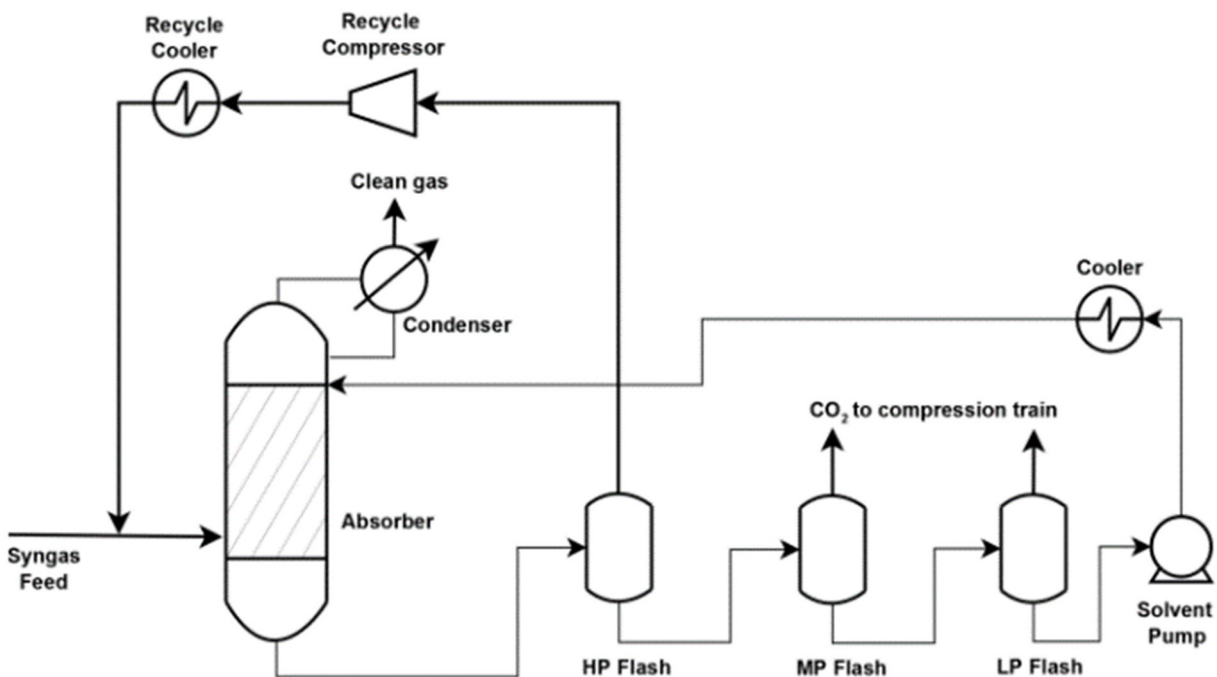 Recycle
Cooler
Recycle
Compressor
Clean gas
Condenser
Cooler
CO₂ to compression train
Absorber
Syngas
Feed
HP Flash
MP Flash
LP Flash
Solvent
Pump